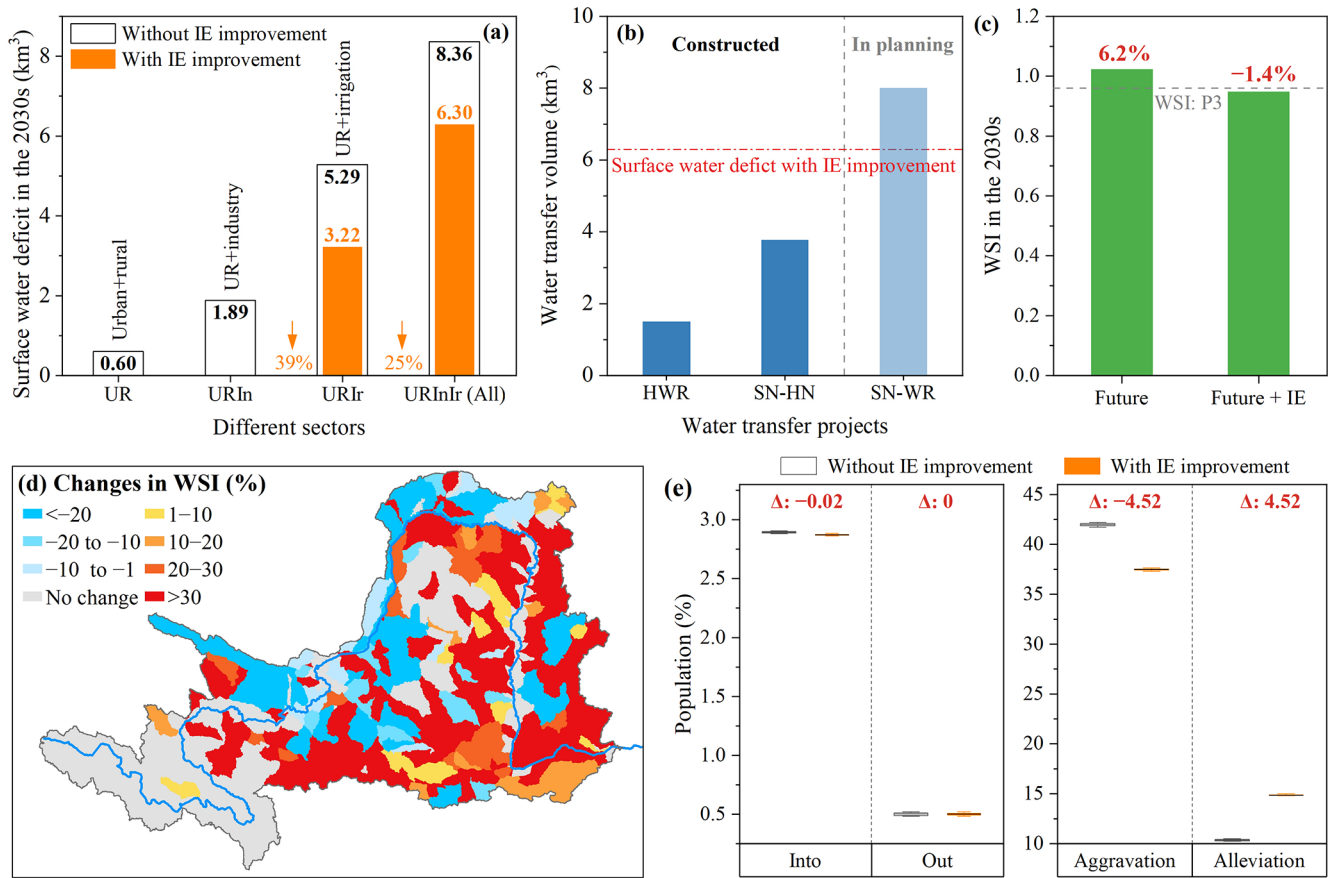 (a)
Without IE improvement
With IE improvement
Surface water deficit in the 2030s (km³)
8
6
4
2
0
Urban+rural
UR+industry
UR+irrigation
0.60
1.89
5.29
3.22
8.36
6.30
39%
25%
UR
URIn
URIr
URInIr (All)
Different sectors
(b)
Constructed
In planning
Water transfer volume (km³)
10
8
6
4
2
0
Surface water defict with IE improvement
HWR
SN-HN
SN-WR
Water transfer projects
(c)
WSI in the 2030s
1.2
1.0
0.8
0.6
0.4
0.2
0.0
6.2%
−1.4%
WSI: P3
Future
Future + IE
(d) Changes in WSI (%)
<−20
−20 to −10
−10 to −1
No change
1−10
10−20
20−30
>30
(e)
Without IE improvement
With IE improvement
Population (%)
3.0
2.5
2.0
1.5
1.0
0.5
Δ: −0.02
Δ: 0
Into
Out
45
40
35
30
25
20
15
10
Δ: −4.52
Δ: 4.52
Aggravation
Alleviation